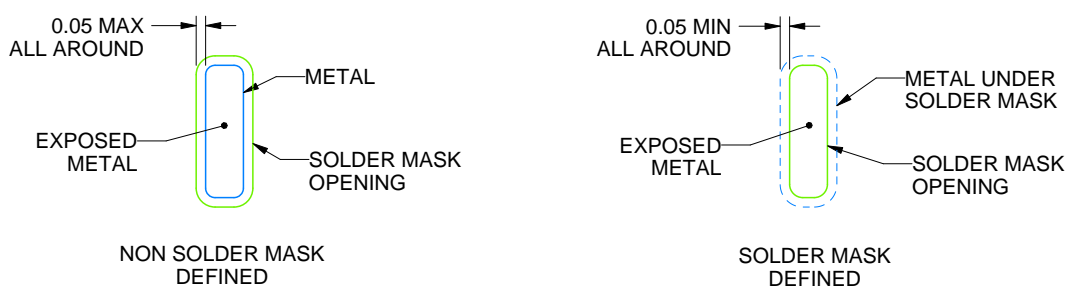 0.05 MAX
ALL AROUND
METAL
EXPOSED
METAL
SOLDER MASK
OPENING
NON SOLDER MASK
DEFINED
0.05 MIN
ALL AROUND
METAL UNDER
SOLDER MASK
EXPOSED
METAL
SOLDER MASK
OPENING
SOLDER MASK
DEFINED